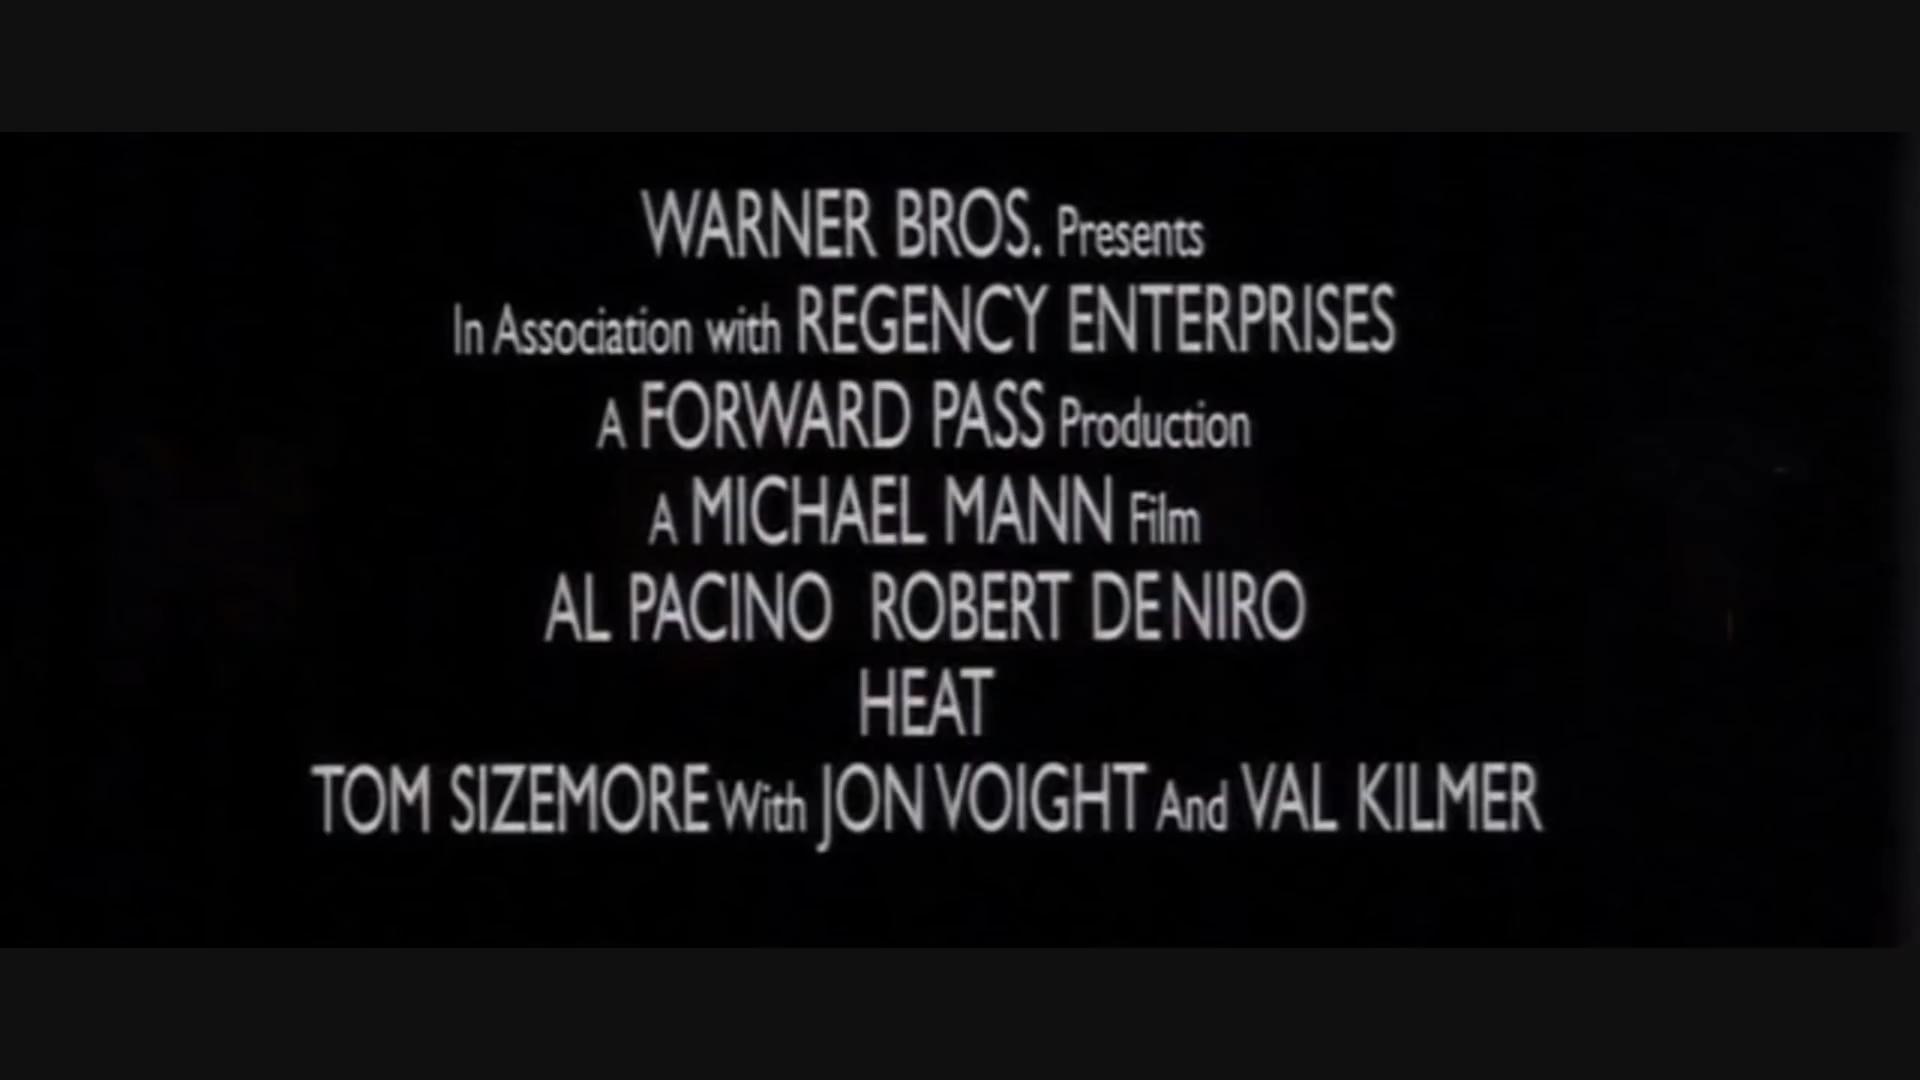 WARNER BROS. Presents
In Association with REGENCY ENTERPRISES
A FORWARD PASS Production
A MICHAEL MANN Film
AL PACINO ROBERT DE NIRO
HEAT
TOM SIZEMORE With JON VOIGHT And VAL KILMER